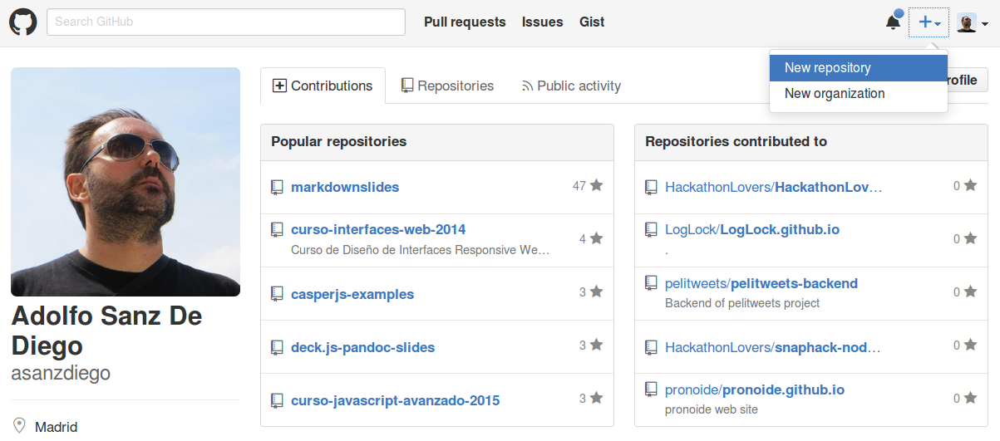 Search GitHub
Pull requests Issues Gist
New repository
New organization
rofile
Contributions Repositories Public activity
Adolfo Sanz De
Diego
asanzdiego
Madrid
Popular repositories
markdownslides 47
curso-interfaces-web-2014 4
Curso de Diseño de Interfaces Responsive We…
casperjs-examples 3
deck.js-pandoc-slides 3
curso-javascript-avanzado-2015 3
Repositories contributed to
HackathonLovers/HackathonLov… 0
LogLock/LogLock.github.io 0
.
pelitweets/pelitweets-backend 0
Backend of pelitweets project
HackathonLovers/snaphack-nod… 0
pronoide/pronoide.github.io 0
pronoide web site